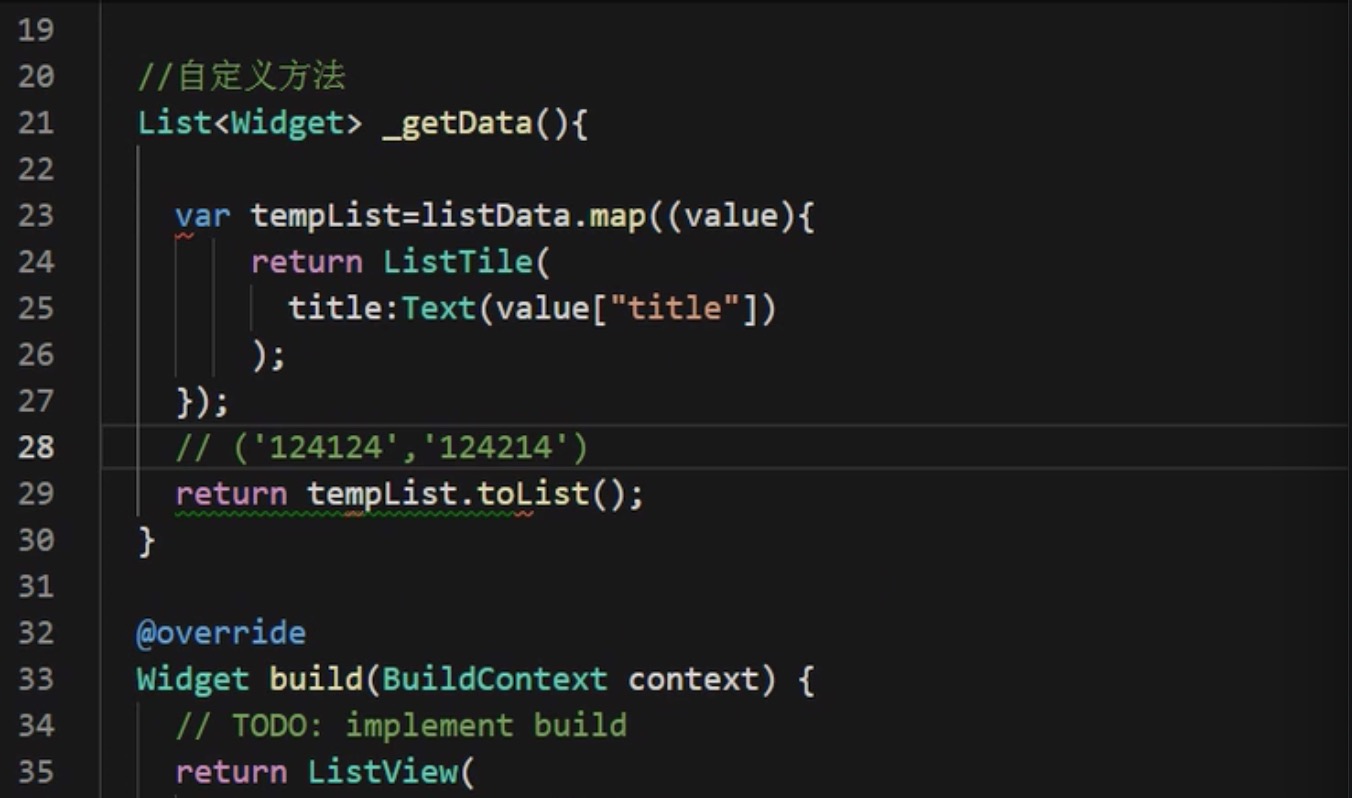 19
20 //自定义方法
21 List<Widget> _getData(){
22
23 var tempList=listData.map((value){
24 return ListTile(
25 title:Text(value["title"])
26 );
27 });
28 // ('124124','124214')
29 return tempList.toList();
30 }
31
32 @override
33 Widget build(BuildContext context) {
34 // TODO: implement build
35 return ListView(